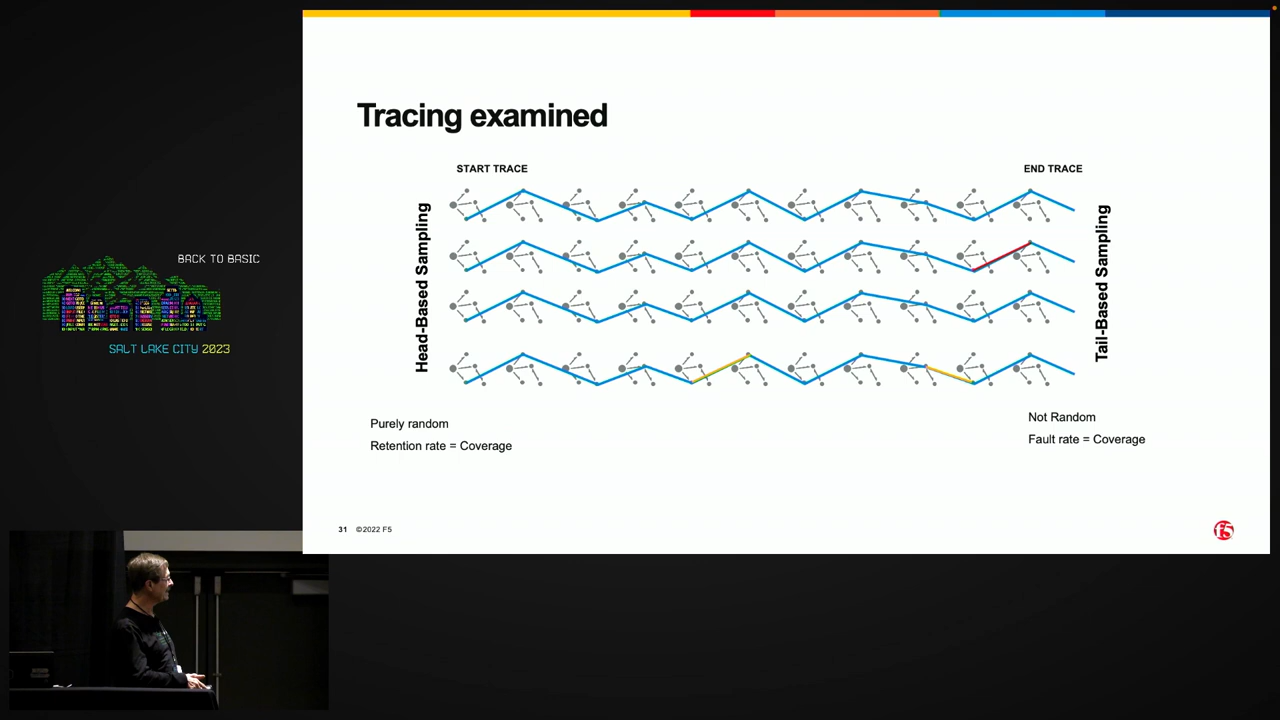 BACK TO BASIC
SALT LAKE CITY 2023
Tracing examined
START TRACE
END TRACE
Head-Based Sampling
Tail-Based Sampling
Purely random
Retention rate = Coverage
Not Random
Fault rate = Coverage
31 ©2022 F5
f5